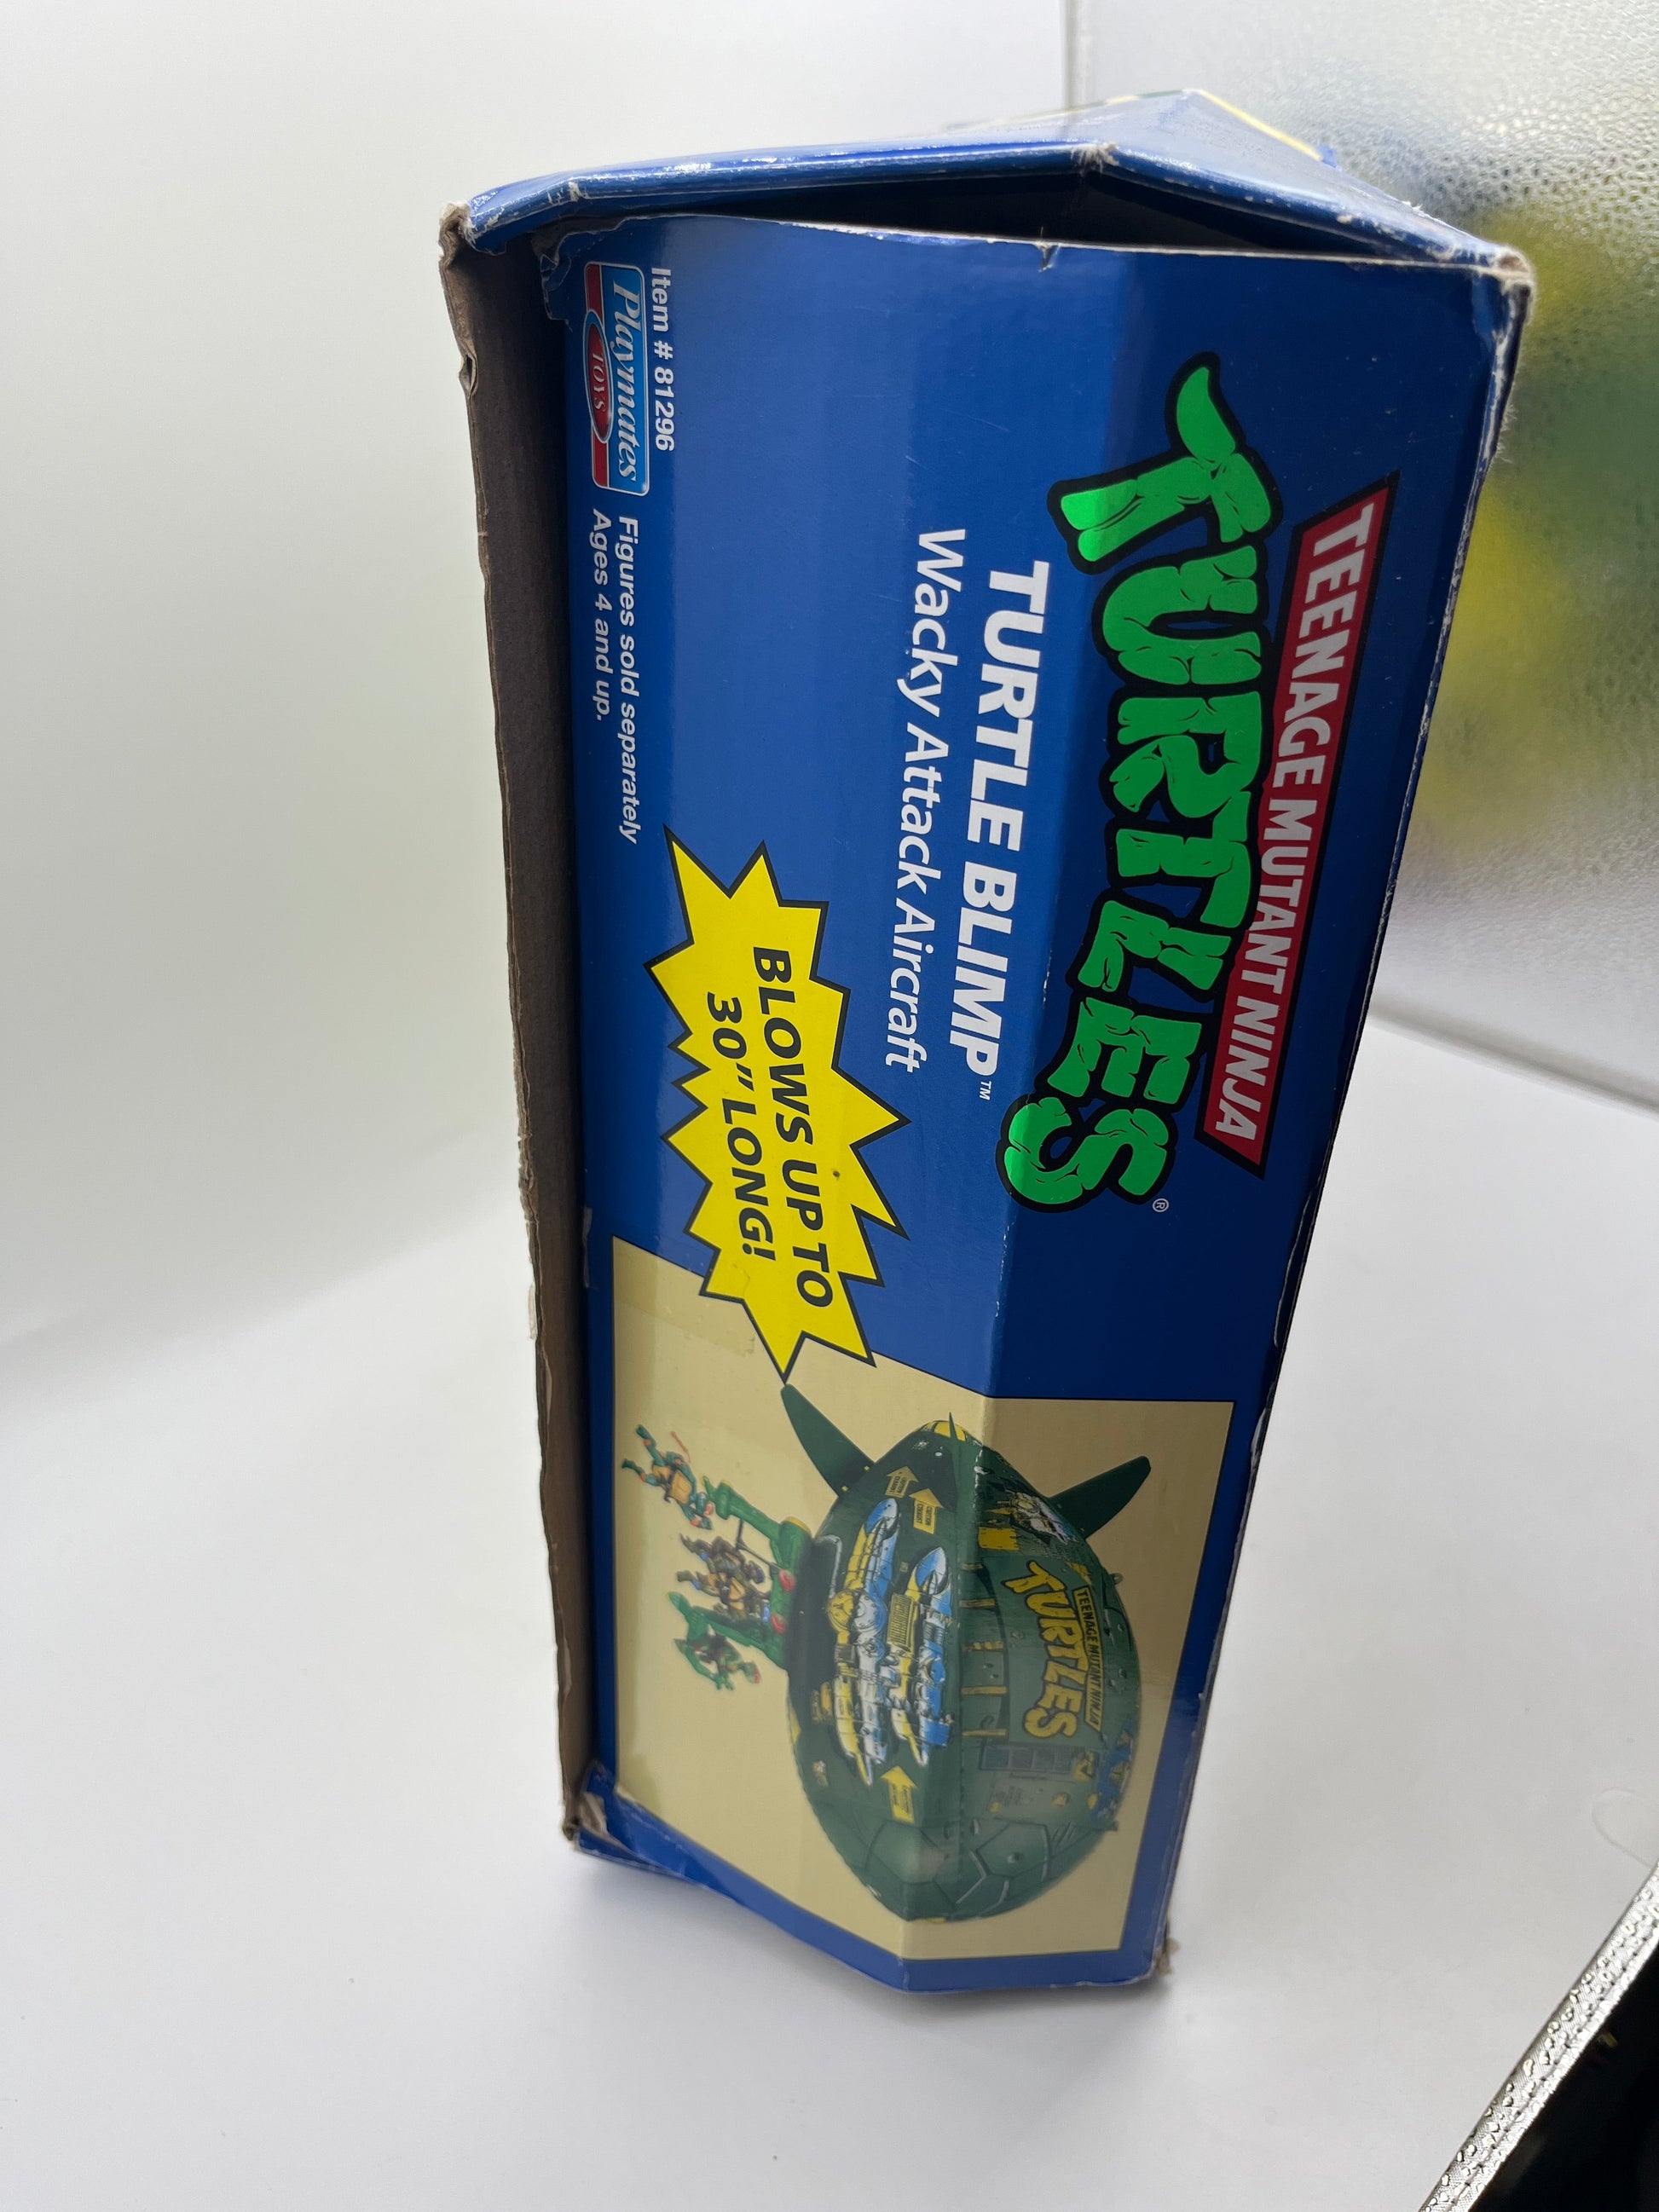 TEENAGE MUTANT NINJA
TURTLES®
TURTLE BLIMP™
Wacky Attack Aircraft
BLOWS UP TO
30" LONG!
Item # 81296
Playmates
TOYS
Figures sold separately
Ages 4 and up.
TEENAGE MUTANT NINJA
TURTLES